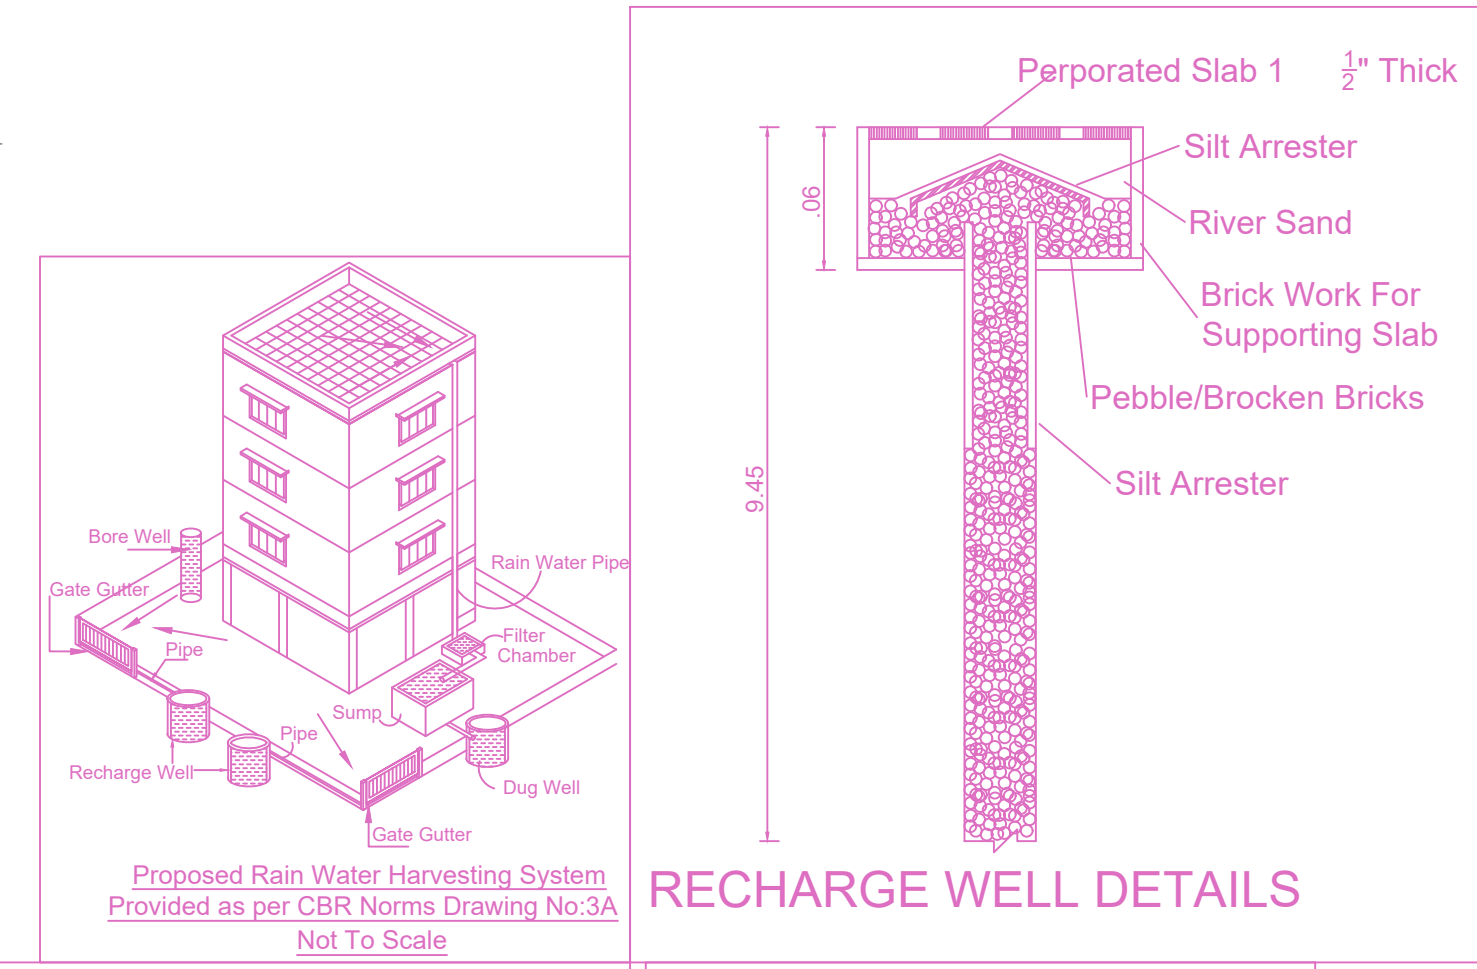 Perporated Slab 1 1/2" Thick
Silt Arrester
River Sand
Brick Work For
Supporting Slab
Pebble/Brocken Bricks
Silt Arrester
.06
9.45
RECHARGE WELL DETAILS
Bore Well
Gate Gutter
Rain Water Pipe
Filter
Chamber
Pipe
Sump
Pipe
Recharge Well
Dug Well
Gate Gutter
Proposed Rain Water Harvesting System
Provided as per CBR Norms Drawing No:3A
Not To Scale